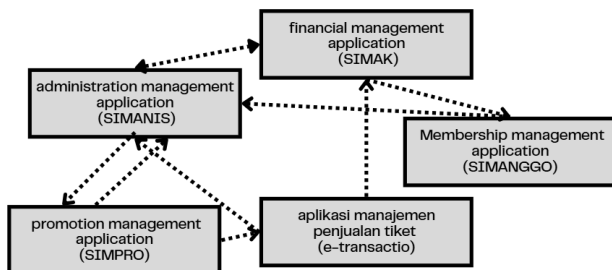 financial management
application
(SIMAK)
administration management
application
(SIMANIS)
Membership management
application
(SIMANGGO)
promotion management
application
(SIMPRO)
aplikasi manajemen
penjualan tiket
(e-transactio)